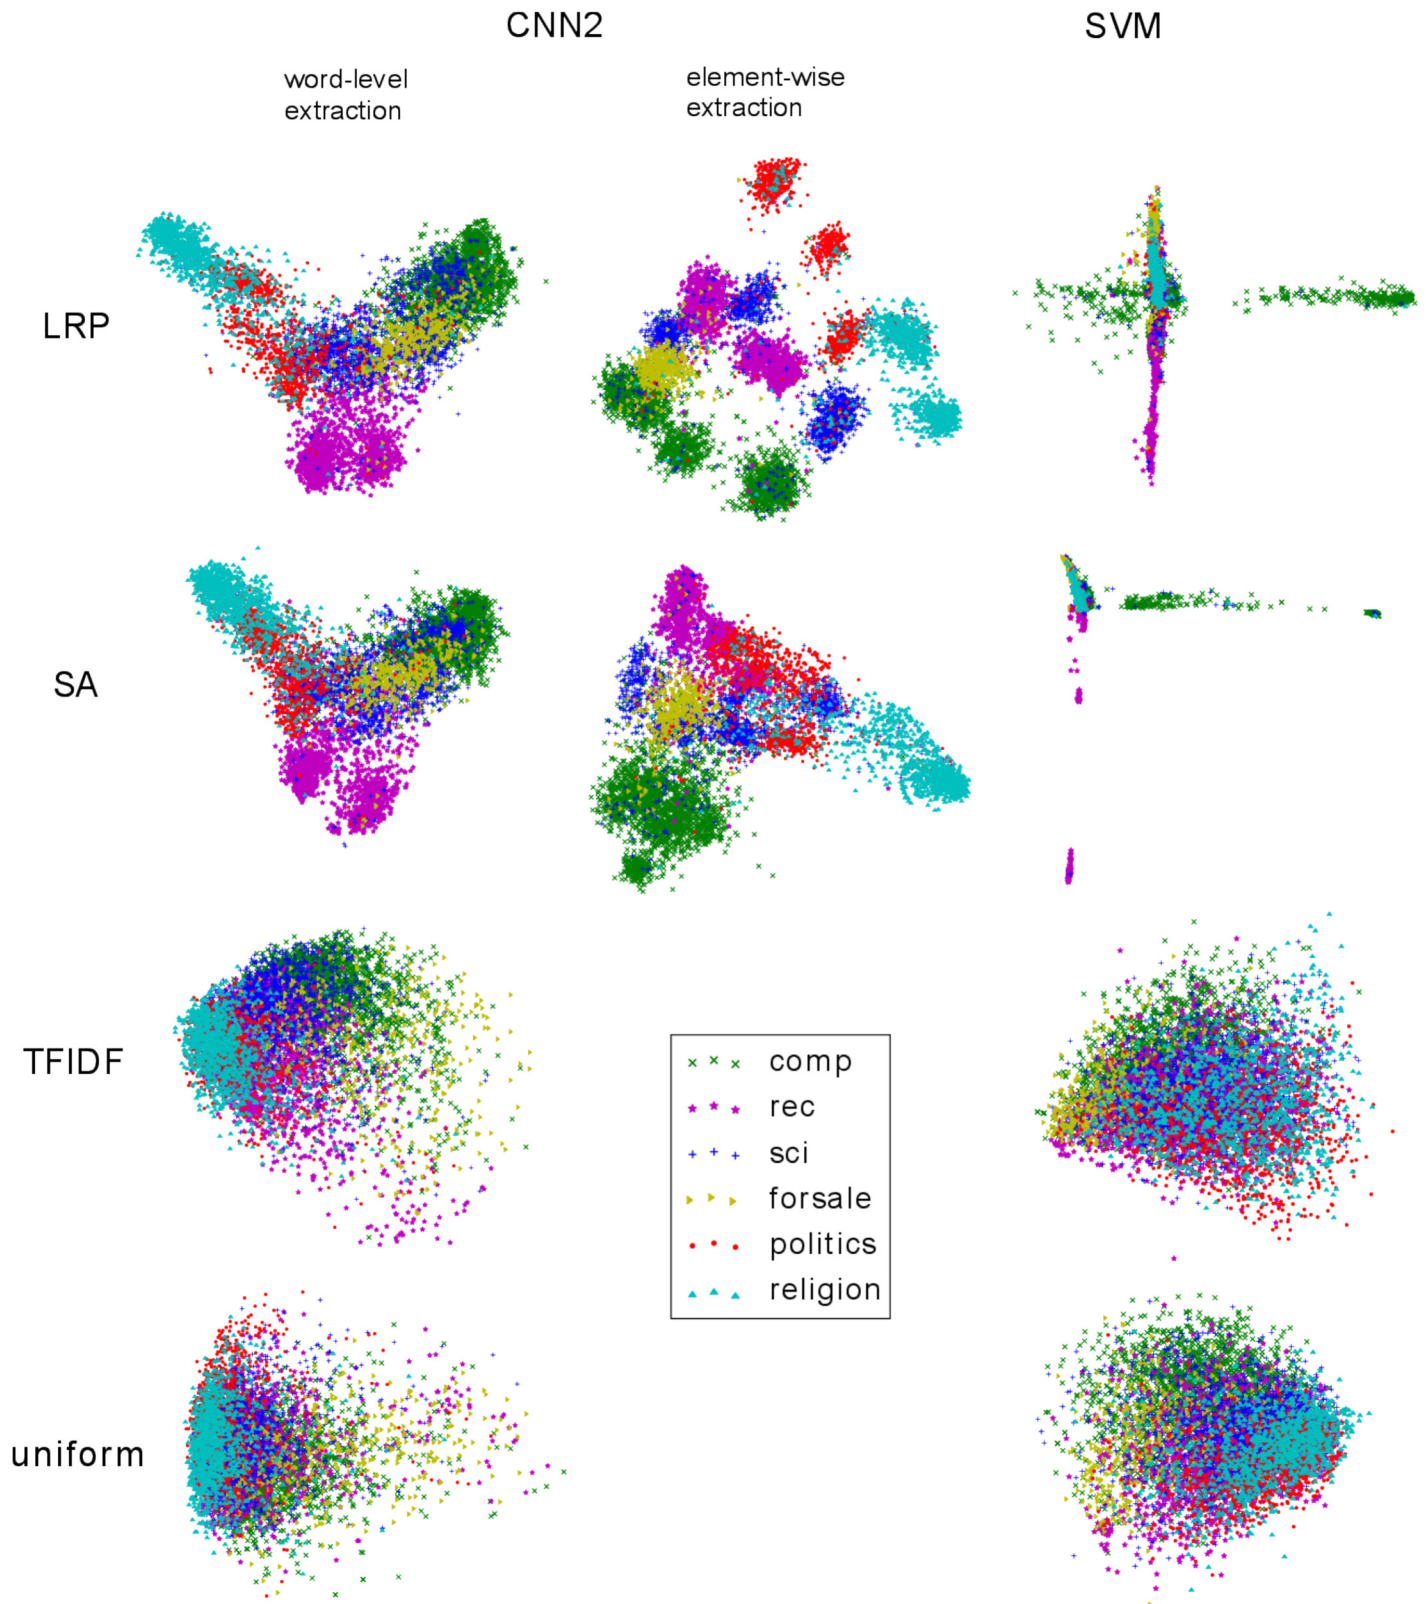 CNN2
SVM
word-level
extraction
element-wise
extraction
LRP
SA
TFIDF
comp
rec
sci
forsale
politics
religion
uniform